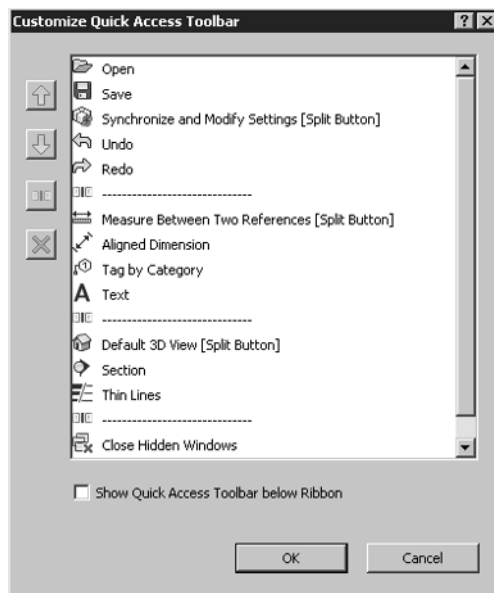 Customize Quick Access Toolbar
Open
Save
Synchronize and Modify Settings [Split Button]
Undo
Redo
------------------------------
Measure Between Two References [Split Button]
Aligned Dimension
Tag by Category
A Text
------------------------------
Default 3D View [Split Button]
Section
Thin Lines
------------------------------
Close Hidden Windows
Show Quick Access Toolbar below Ribbon
OK Cancel